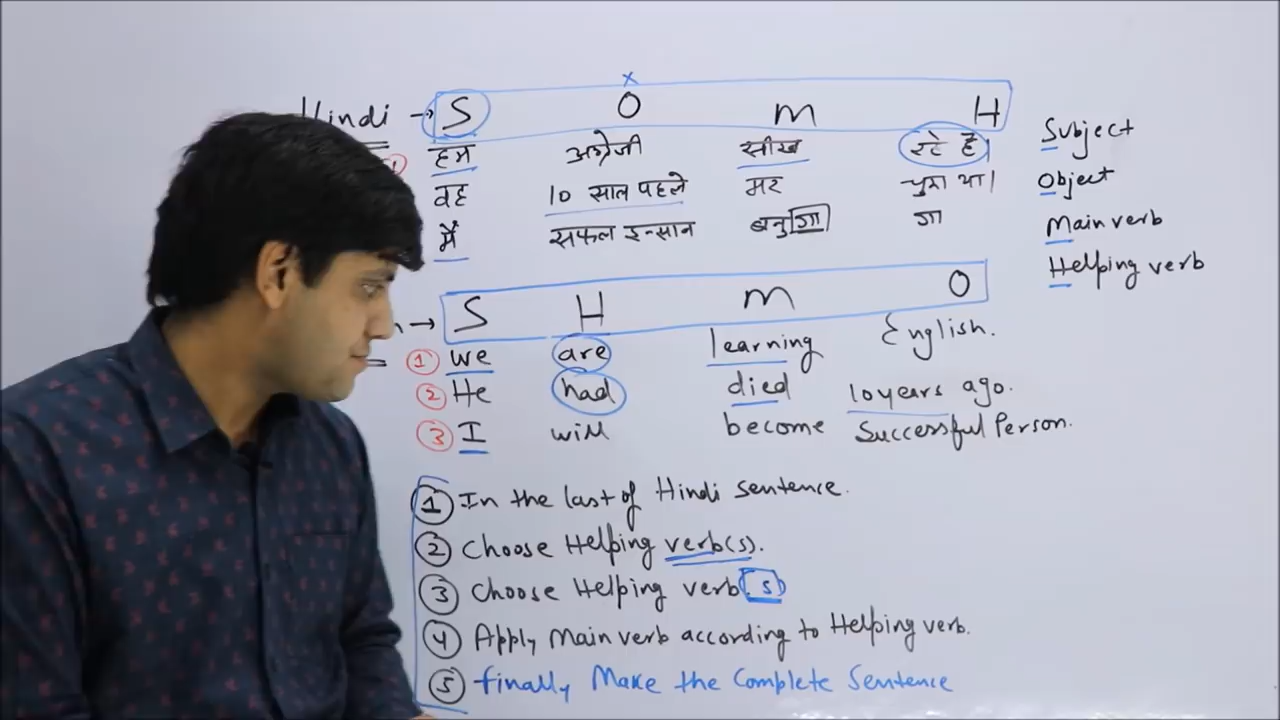 Hindi → S O M H
हम अंग्रेजी सीख रहे हैं।
वह 10 साल पहले मर चुका था।
मैं सफल इन्सान बनुगा गा
Subject
Object
Main verb
Helping verb
→ S H M O
① we are learning English.
② He had died 10 years ago.
③ I will become Successful Person.
① In the last of Hindi sentence.
② Choose Helping verb(s).
③ Choose Helping verb(s)
④ Apply Main verb according to Helping verb.
⑤ Finally Make the Complete Sentence